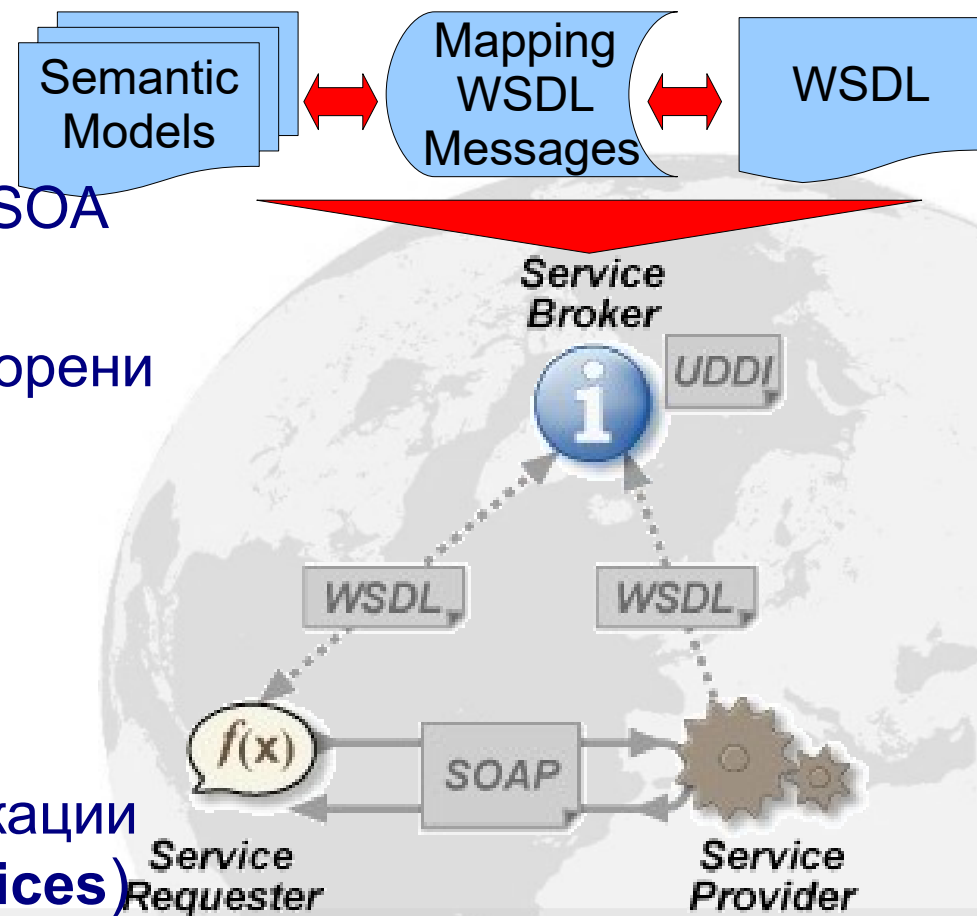 Semantic
Models
Mapping
WSDL
Messages
WSDL
SOA
Service
Broker
UDDI
орени
WSDL
WSDL
f(x)
SOAP
кации
ices)
Service
Requester
Service
Provider